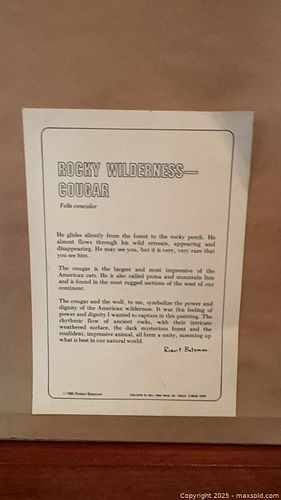 ROCKY WILDERNESS—
COUGAR
Felis concolor
He glides silently from the forest to the rocky perch. He
almost flows through his wild retreats, appearing and
disappearing. He may see you, but it is very, very rare that
you see him.
The cougar is the largest and most impressive of the
American cats. He is also called puma and mountain lion
and is found in the most rugged sections of the west of our
continent.
The cougar and the wolf, to me, symbolize the power and
dignity of the American wilderness. It was this feeling of
power and dignity I wanted to capture in this painting. The
rhythmic flow of ancient rocks, with their intricate
weathered surface, the dark mysterious forest and the
confident, impressive animal, all form a unity, summing up
what is best in our natural world.
Robert Bateman
Robert Bateman
PUBLISHED BY MILL POND PRESS, INC.
Copyright © 2025 - maxsold.com